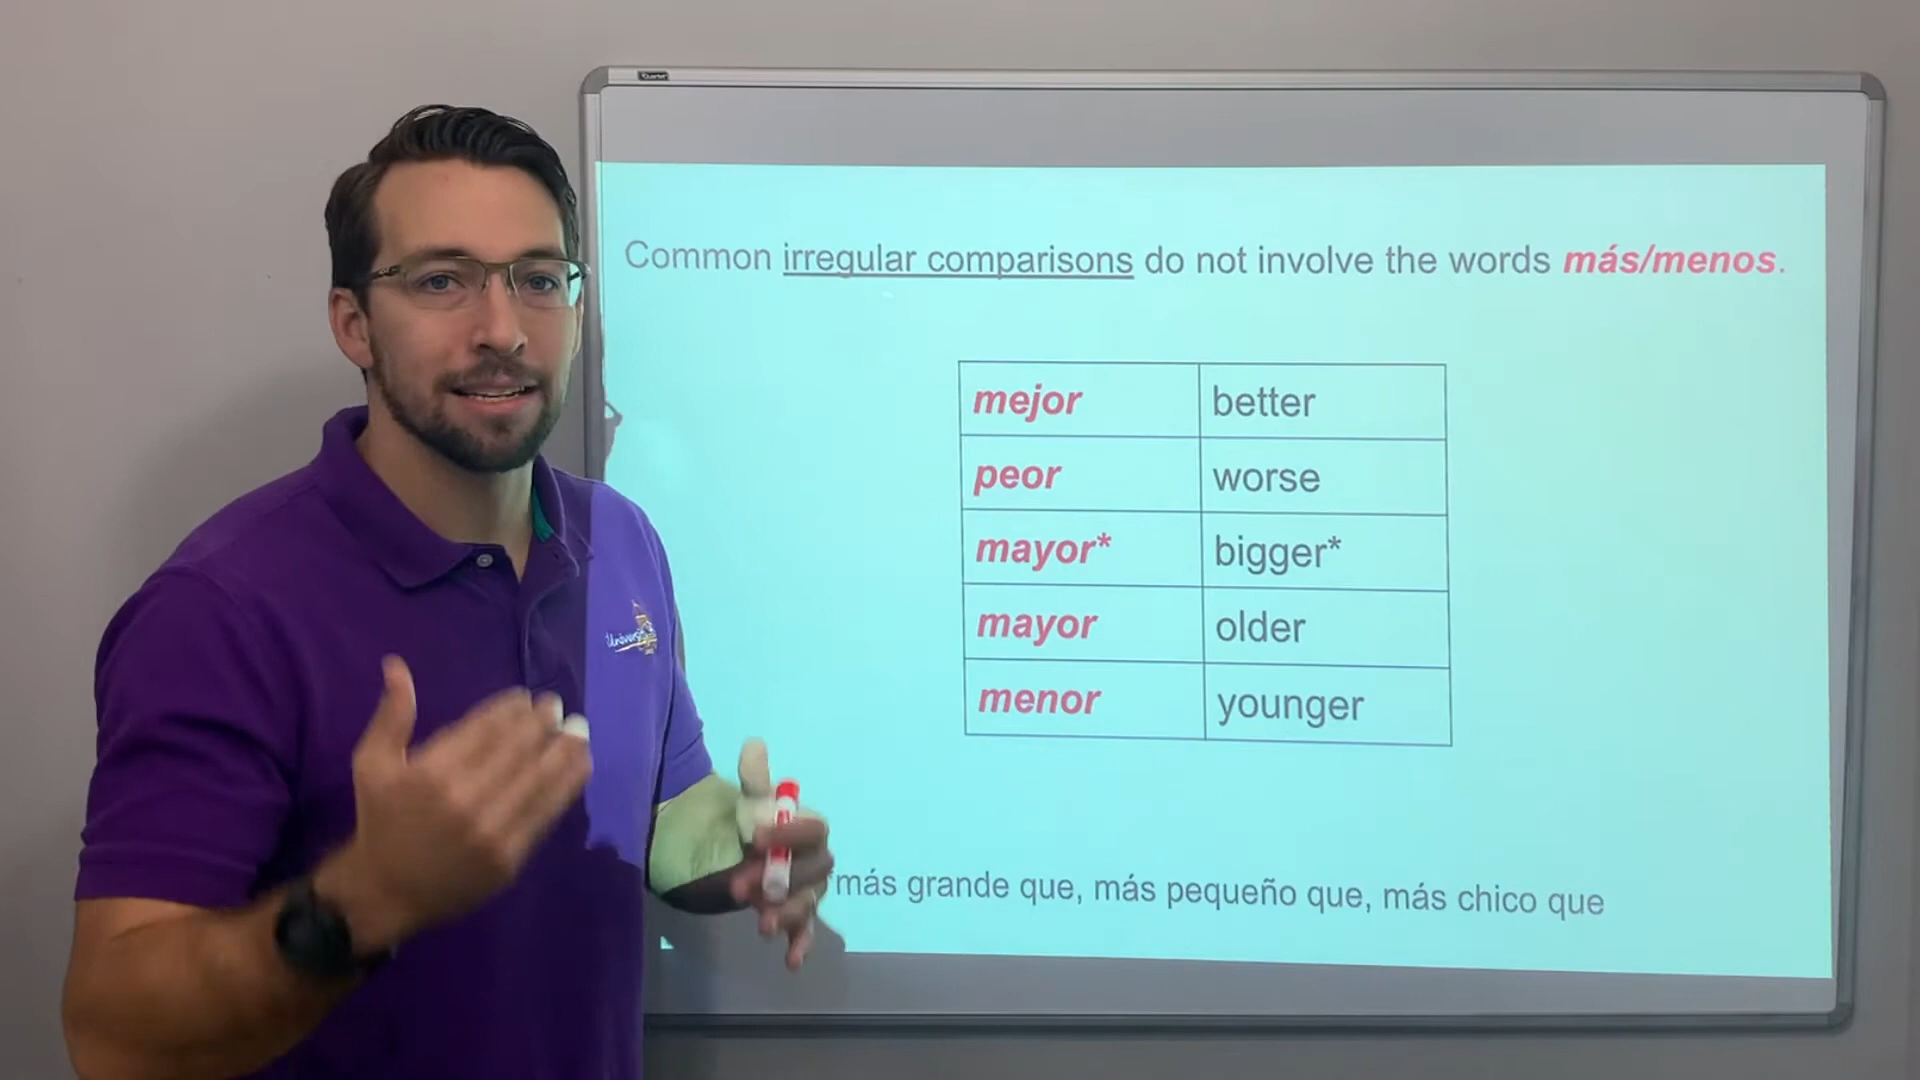 Quartet
Common irregular comparisons do not involve the words más/menos.
mejor better
peor worse
mayor* bigger*
mayor older
menor younger
*más grande que, más pequeño que, más chico que